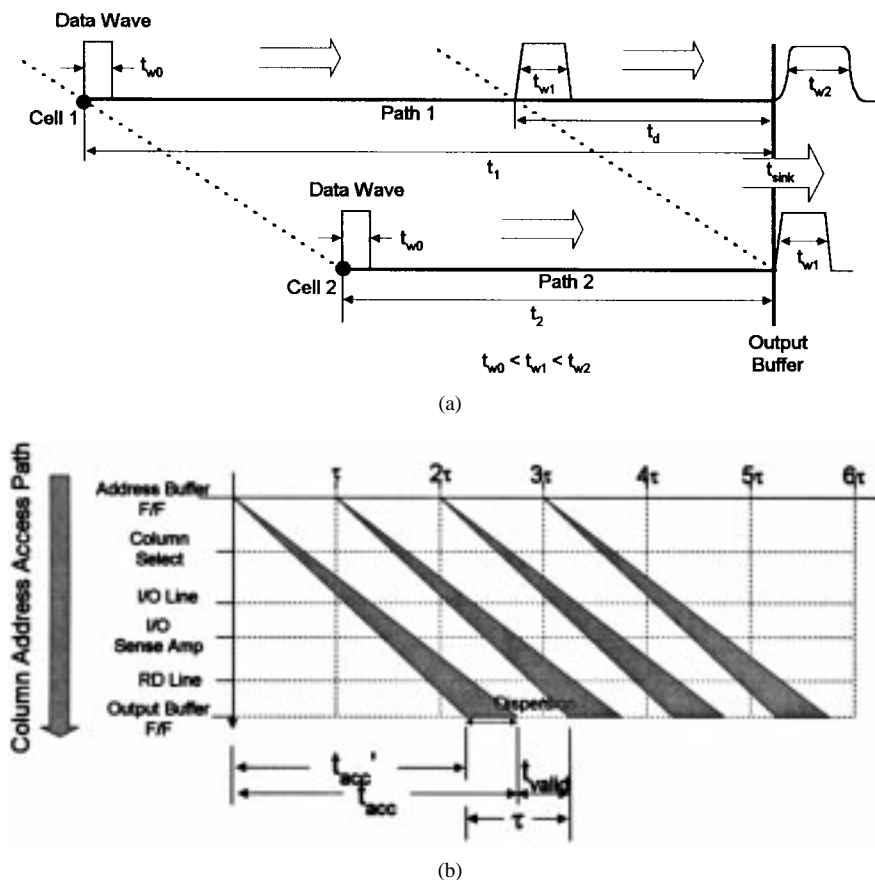 Data Wave
t_w0
t_w1
t_w2
Cell 1
Path 1
t_d
t_1
t_sink
Data Wave
t_w0
t_w1
Cell 2
Path 2
t_2
Output
Buffer
t_w0 < t_w1 < t_w2
(a)
Column Address Access Path
τ
2τ
3τ
4τ
5τ
6τ
Address Buffer
F/F
Column
Select
I/O Line
I/O
Sense Amp
RD Line
Output Buffer
F/F
Dispersion
t_acc'
t_acc
t_valid
τ
(b)